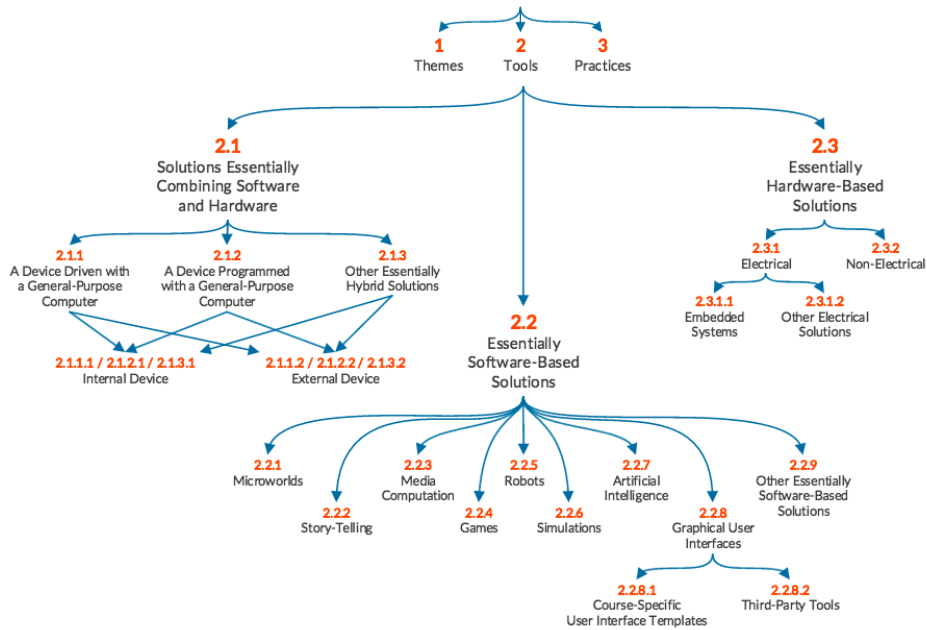 1
Themes
2
Tools
3
Practices
2.1
Solutions Essentially
Combining Software
and Hardware
2.1.1
A Device Driven with
a General-Purpose
Computer
2.1.2
A Device Programmed
with a General-Purpose
Computer
2.1.3
Other Essentially
Hybrid Solutions
2.1.1.1 / 2.1.2.1 / 2.1.3.1
Internal Device
2.1.1.2 / 2.1.2.2 / 2.1.3.2
External Device
2.2
Essentially
Software-Based
Solutions
2.3
Essentially
Hardware-Based
Solutions
2.3.1
Electrical
2.3.2
Non-Electrical
2.3.1.1
Embedded
Systems
2.3.1.2
Other Electrical
Solutions
2.2.1
Microworlds
2.2.2
Story-Telling
2.2.3
Media
Computation
2.2.4
Games
2.2.5
Robots
2.2.6
Simulations
2.2.7
Artificial
Intelligence
2.2.8
Graphical User
Interfaces
2.2.9
Other Essentially
Software-Based
Solutions
2.2.8.1
Course-Specific
User Interface Templates
2.2.8.2
Third-Party Tools